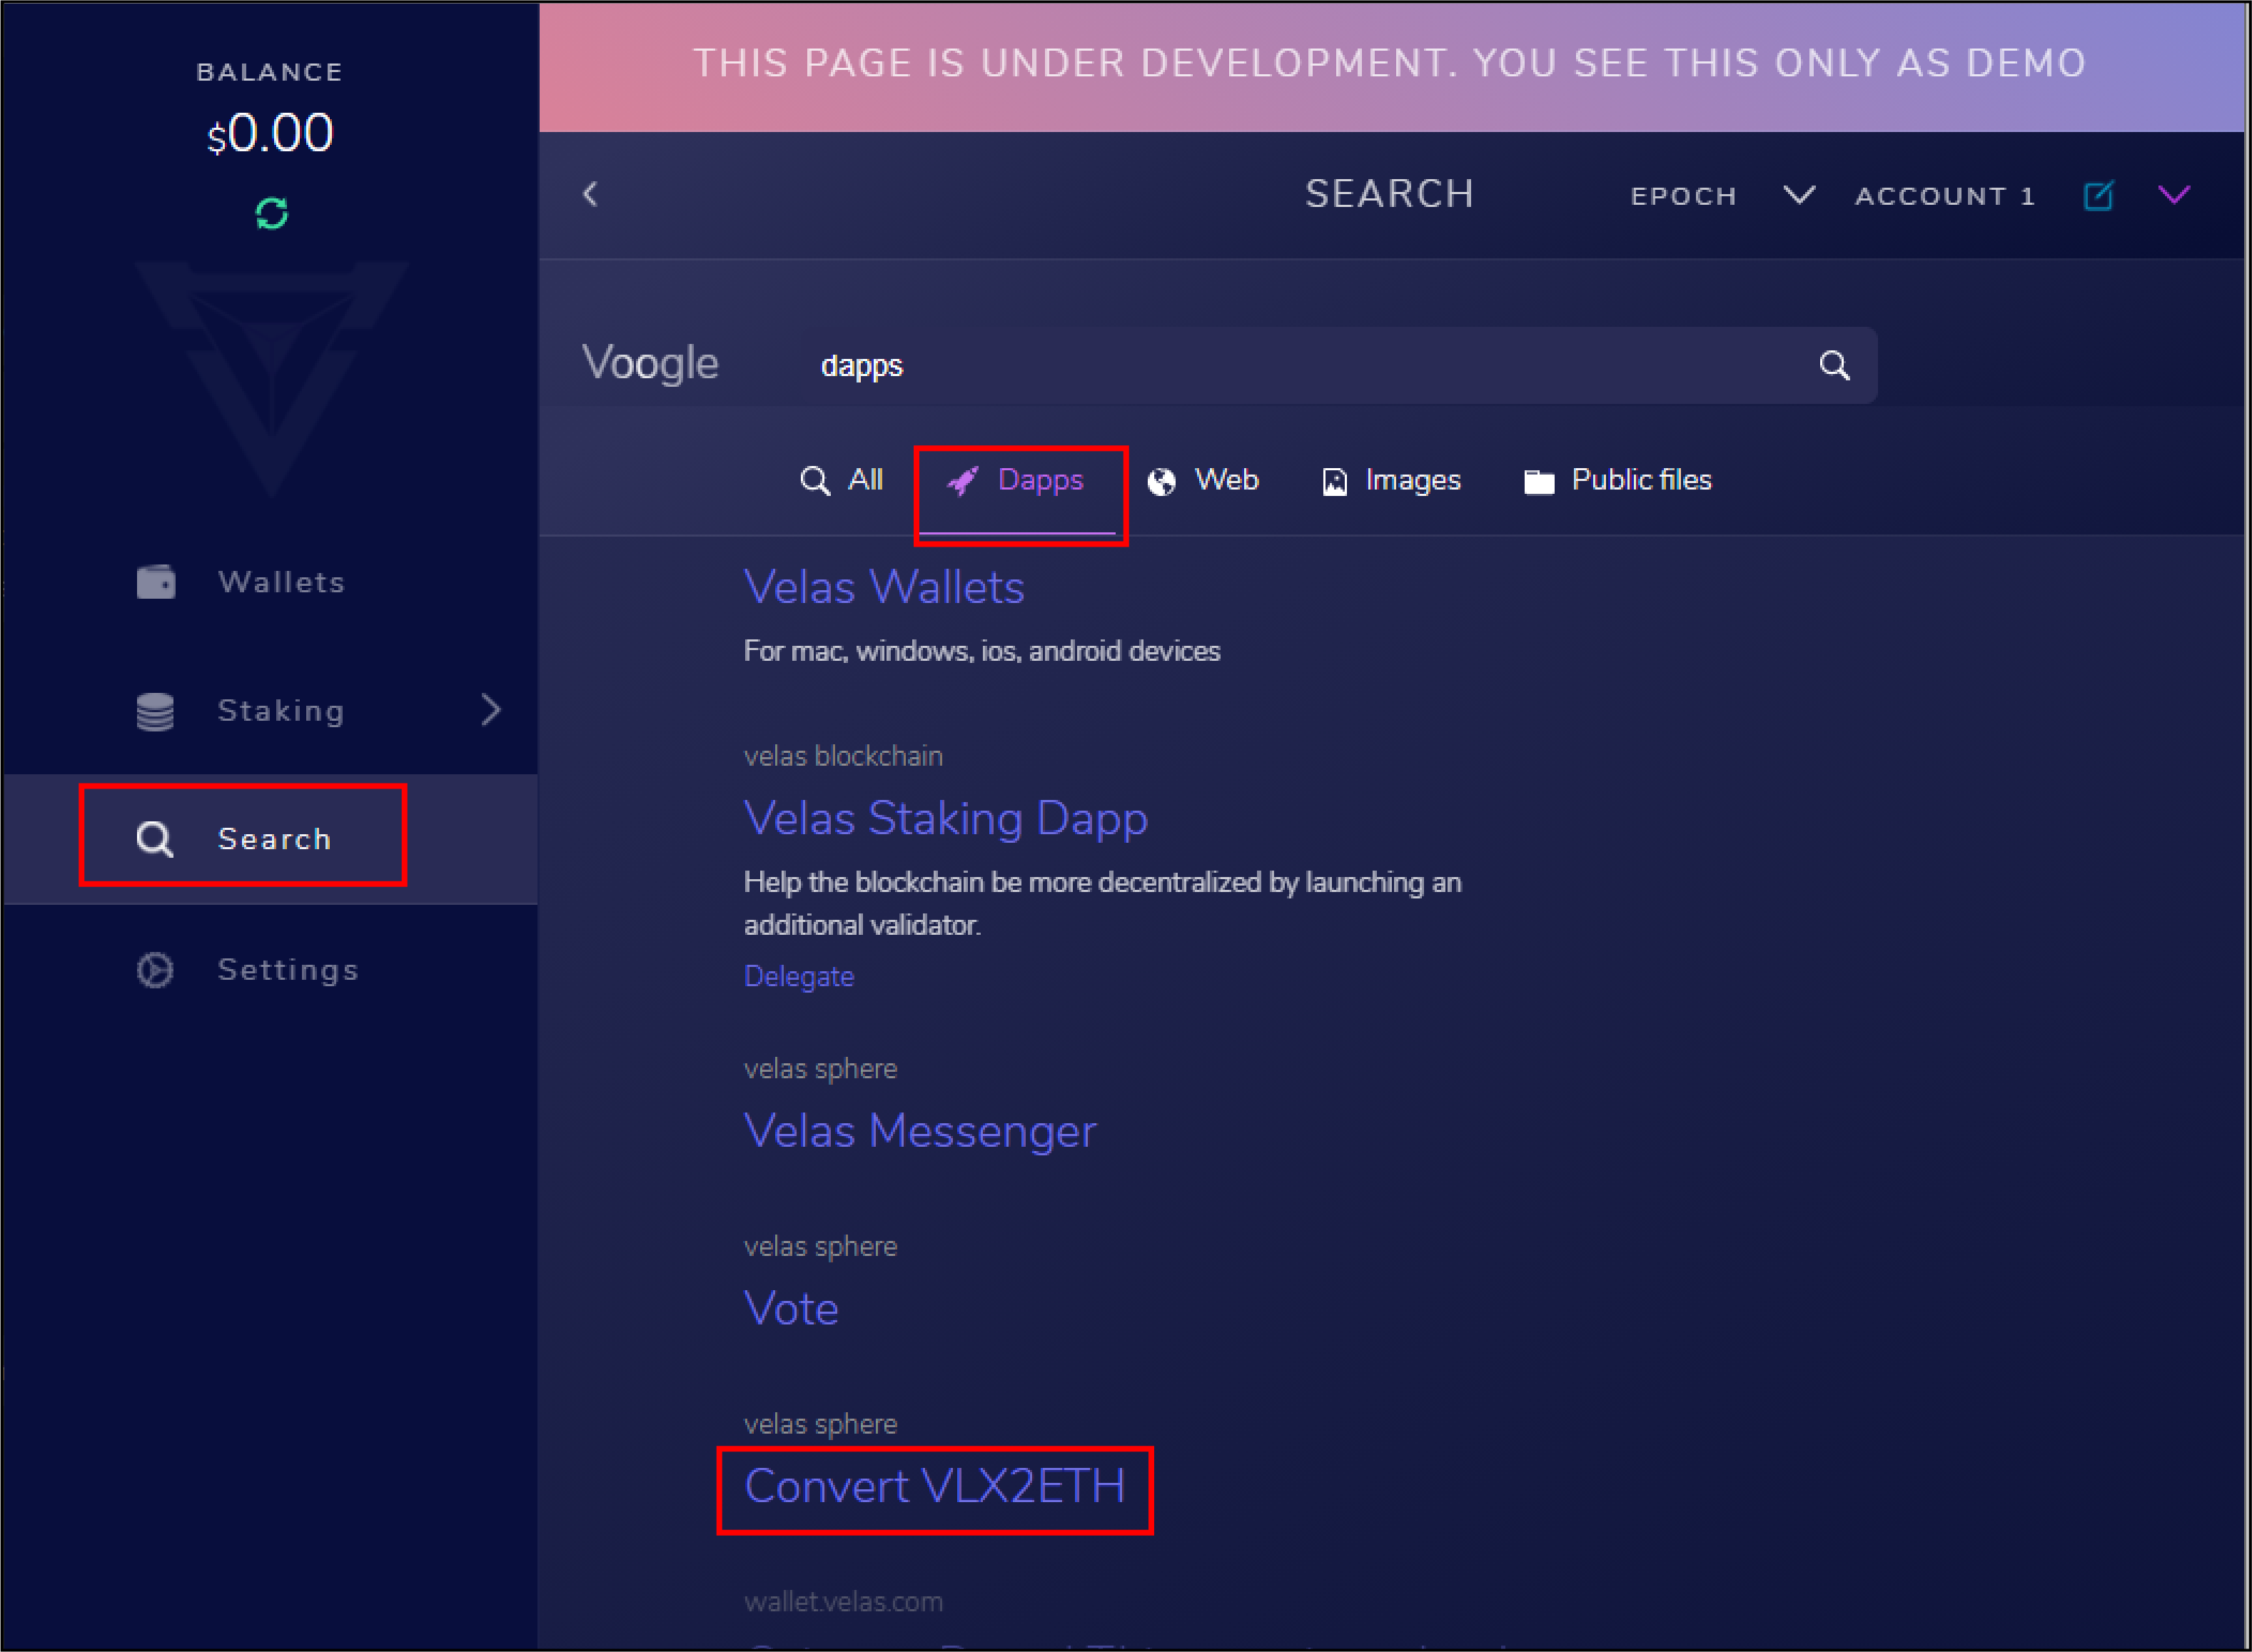 BALANCE
$0.00
Wallets
Staking
Search
Settings
THIS PAGE IS UNDER DEVELOPMENT. YOU SEE THIS ONLY AS DEMO
SEARCH
EPOCH
ACCOUNT 1
Voogle
dapps
All
Dapps
Web
Images
Public files
Velas Wallets
For mac, windows, ios, android devices
velas blockchain
Velas Staking Dapp
Help the blockchain be more decentralized by launching an
additional validator.
Delegate
velas sphere
Velas Messenger
velas sphere
Vote
velas sphere
Convert VLX2ETH
wallet.velas.com